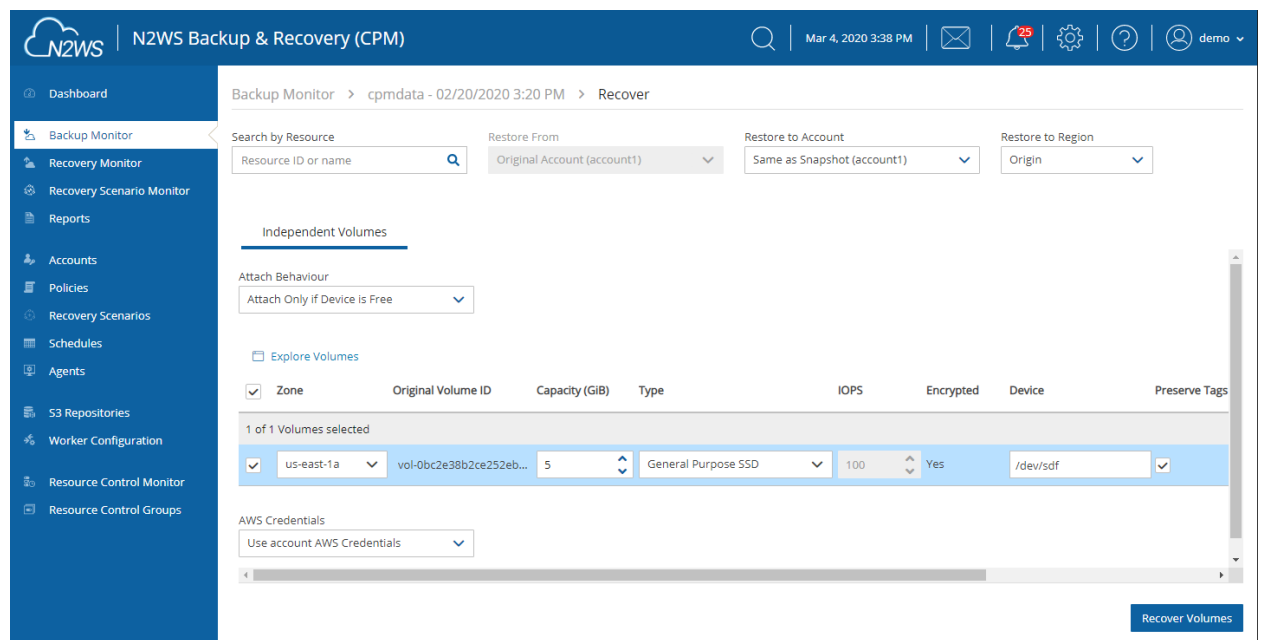 N2WS
N2WS Backup & Recovery (CPM)
Mar 4, 2020 3:38 PM
25
demo
Dashboard
Backup Monitor
Recovery Monitor
Recovery Scenario Monitor
Reports
Accounts
Policies
Recovery Scenarios
Schedules
Agents
S3 Repositories
Worker Configuration
Resource Control Monitor
Resource Control Groups
Backup Monitor > cpmdata - 02/20/2020 3:20 PM > Recover
Search by Resource Restore From Restore to Account Restore to Region
Resource ID or name Original Account (account1) Same as Snapshot (account1) Origin
Independent Volumes
Attach Behaviour
Attach Only if Device is Free
Explore Volumes
Zone Original Volume ID Capacity (GiB) Type IOPS Encrypted Device Preserve Tags
1 of 1 Volumes selected
us-east-1a vol-0bc2e38b2ce252eb... 5 General Purpose SSD 100 Yes /dev/sdf
AWS Credentials
Use account AWS Credentials
Recover Volumes